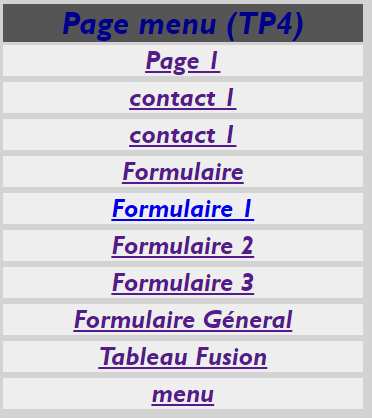 Page menu (TP4)
Page 1
contact 1
contact 1
Formulaire
Formulaire 1
Formulaire 2
Formulaire 3
Formulaire Géneral
Tableau Fusion
menu